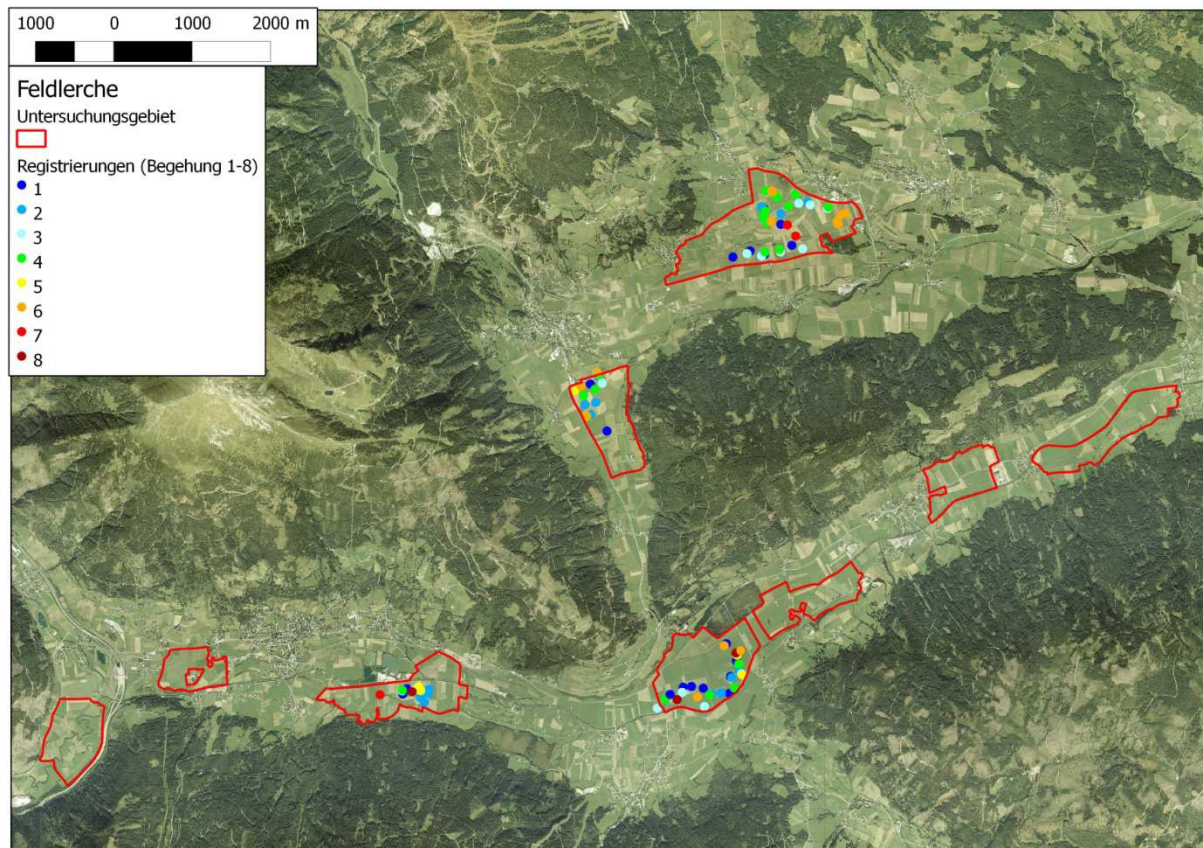 1000 0 1000 2000 m
Feldlerche
Untersuchungsgebiet
Registrierungen (Begehung 1-8)
1
2
3
4
5
6
7
8